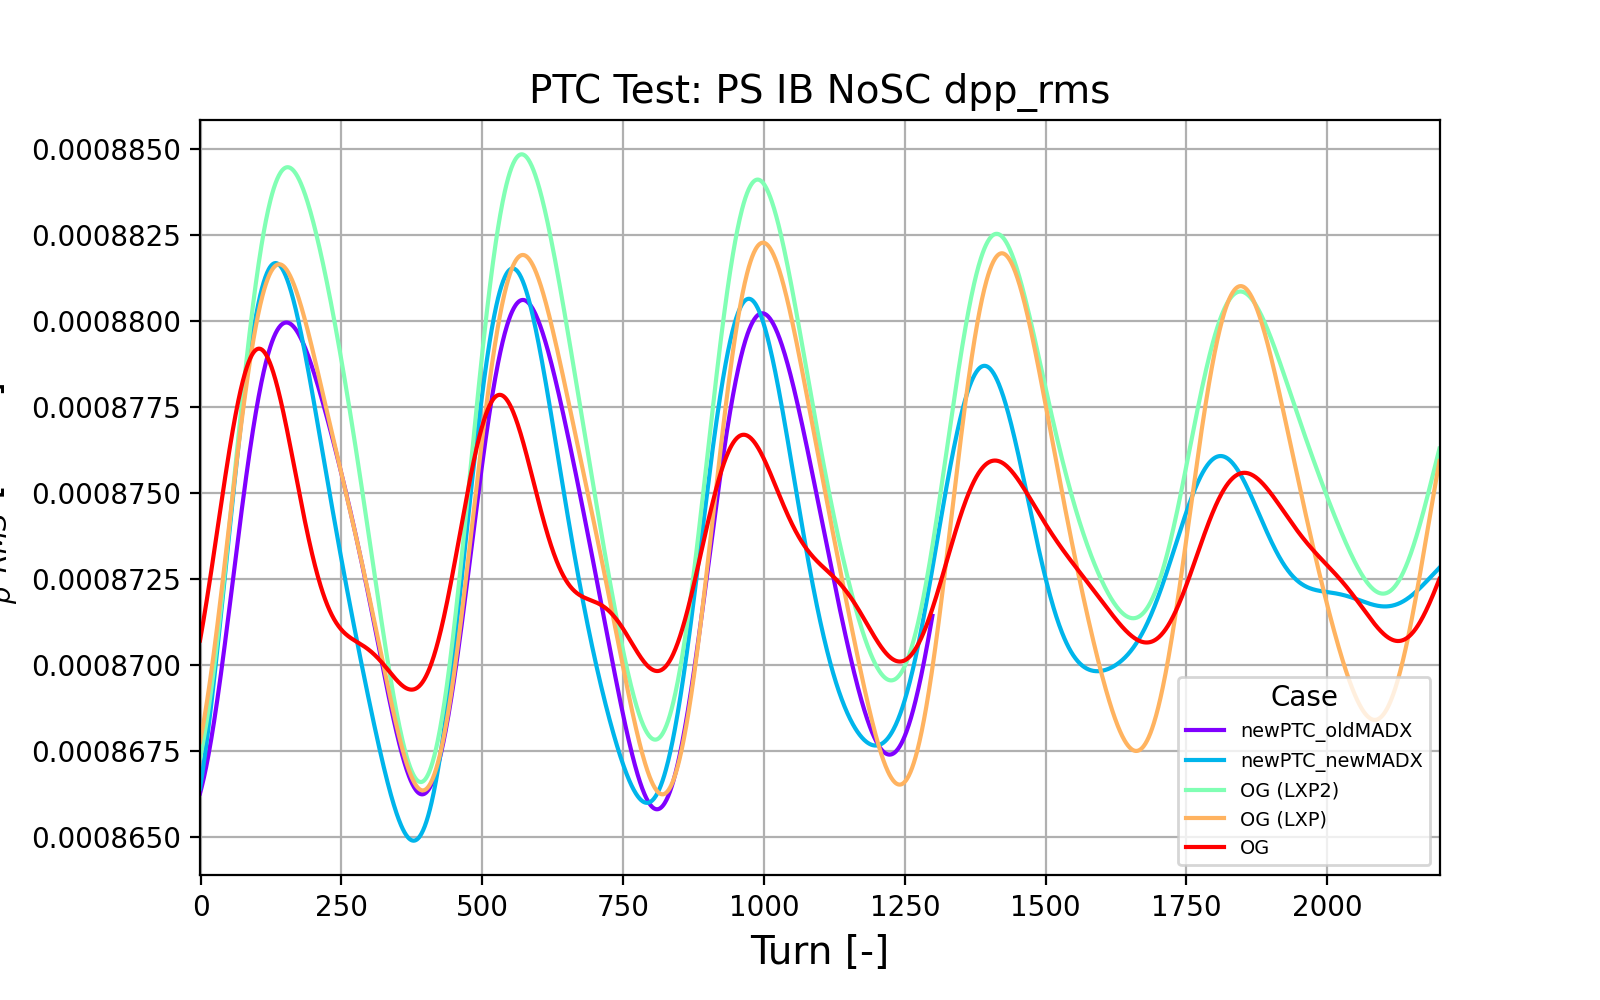 PTC Test: PS IB NoSC dpp_rms
0.0008850
0.0008825
0.0008800
0.0008775
0.0008750
0.0008725
0.0008700
0.0008675
0.0008650
0 250 500 750 1000 1250 1500 1750 2000
Turn [-]
Case
newPTC_oldMADX
newPTC_newMADX
OG (LXP2)
OG (LXP)
OG